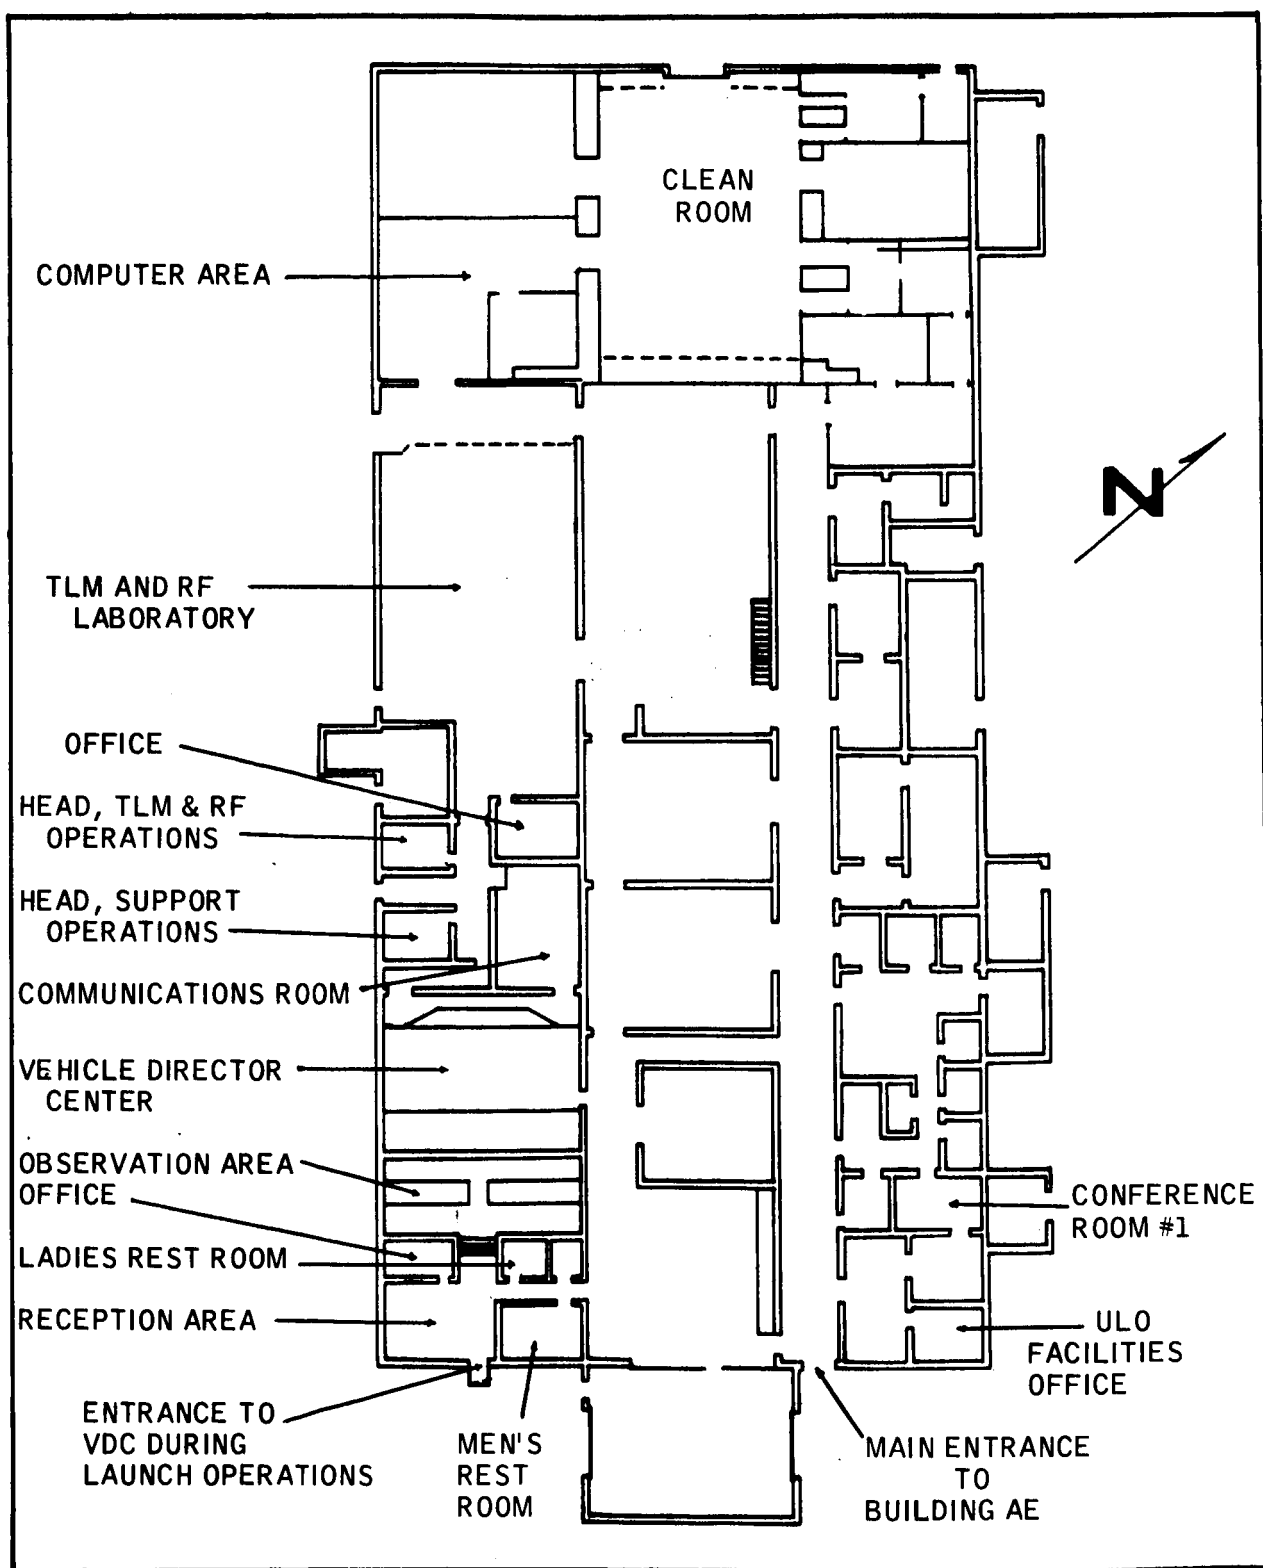 CLEAN
ROOM
COMPUTER AREA
N
TLM AND RF
LABORATORY
OFFICE
HEAD, TLM & RF
OPERATIONS
HEAD, SUPPORT
OPERATIONS
COMMUNICATIONS ROOM
VEHICLE DIRECTOR
CENTER
OBSERVATION AREA
OFFICE
CONFERENCE
ROOM #1
LADIES REST ROOM
RECEPTION AREA
ULO
FACILITIES
OFFICE
ENTRANCE TO
VDC DURING
LAUNCH OPERATIONS
MEN'S
REST
ROOM
MAIN ENTRANCE
TO
BUILDING AE